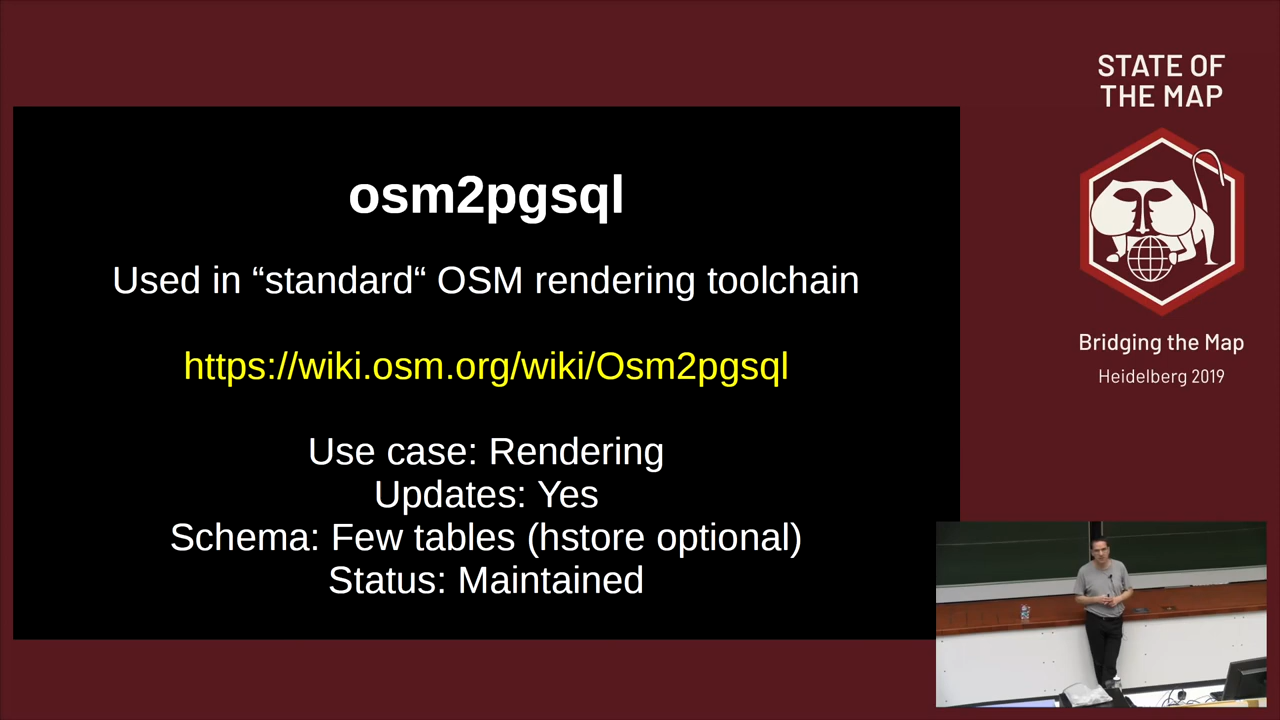 osm2pgsql
Used in “standard“ OSM rendering toolchain
https://wiki.osm.org/wiki/Osm2pgsql
Use case: Rendering
Updates: Yes
Schema: Few tables (hstore optional)
Status: Maintained
STATE OF
THE MAP
Bridging the Map
Heidelberg 2019